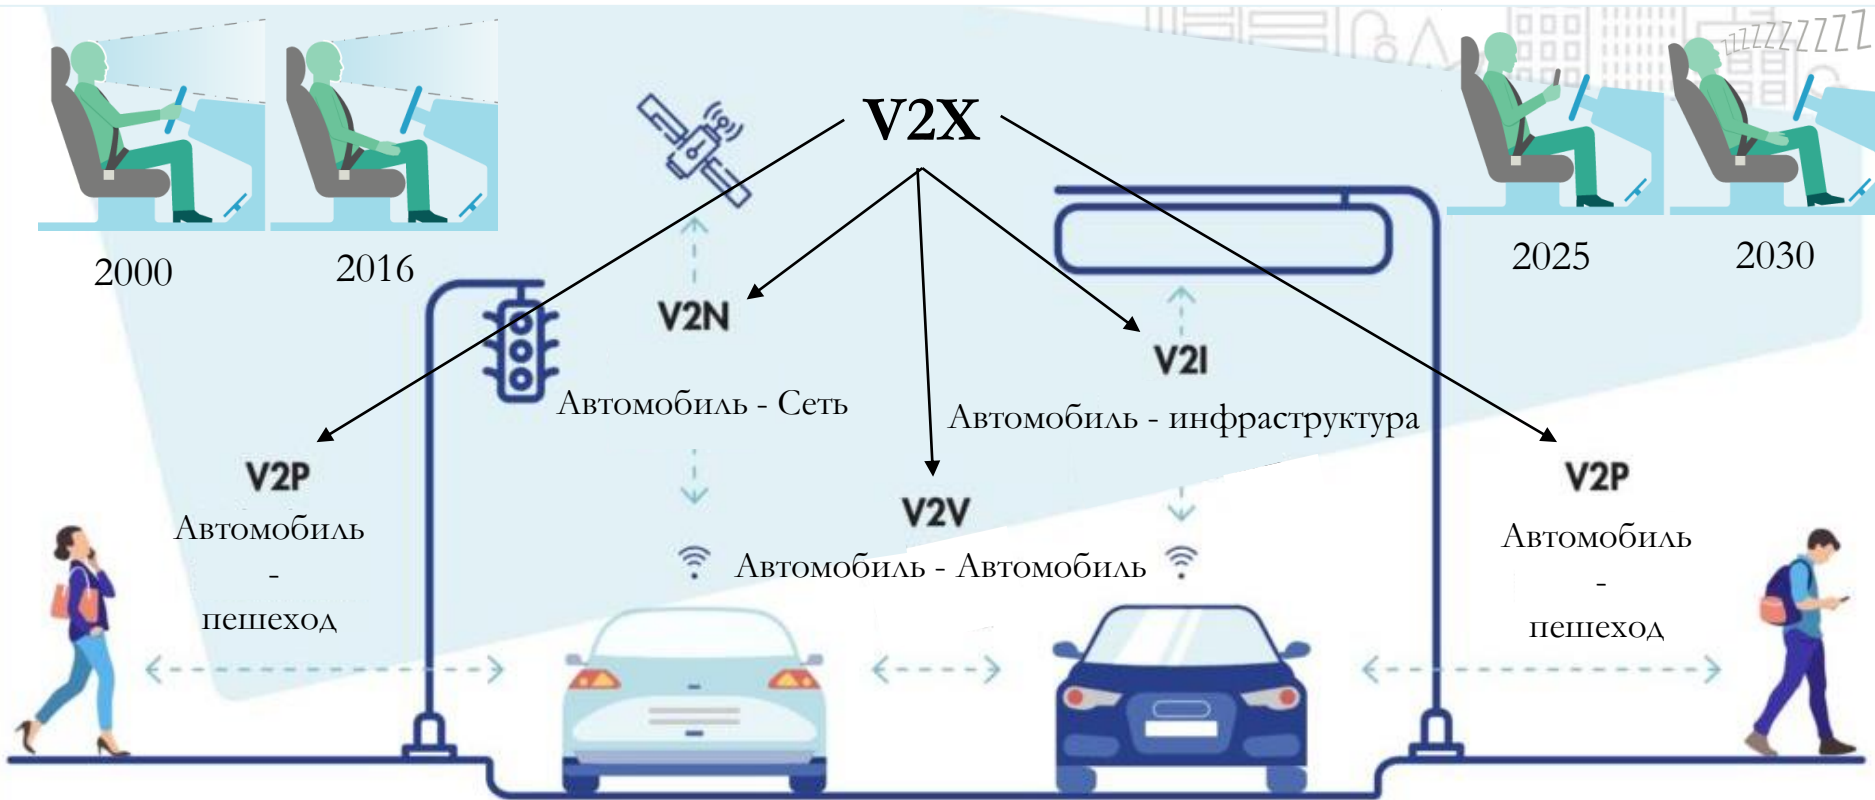 ZZZZZZZZZZ
V2X
2000
2016
2025
2030
V2N
Автомобиль - Сеть
V2I
Автомобиль - инфраструктура
V2P
Автомобиль
-
пешеход
V2V
Автомобиль - Автомобиль
V2P
Автомобиль
-
пешеход